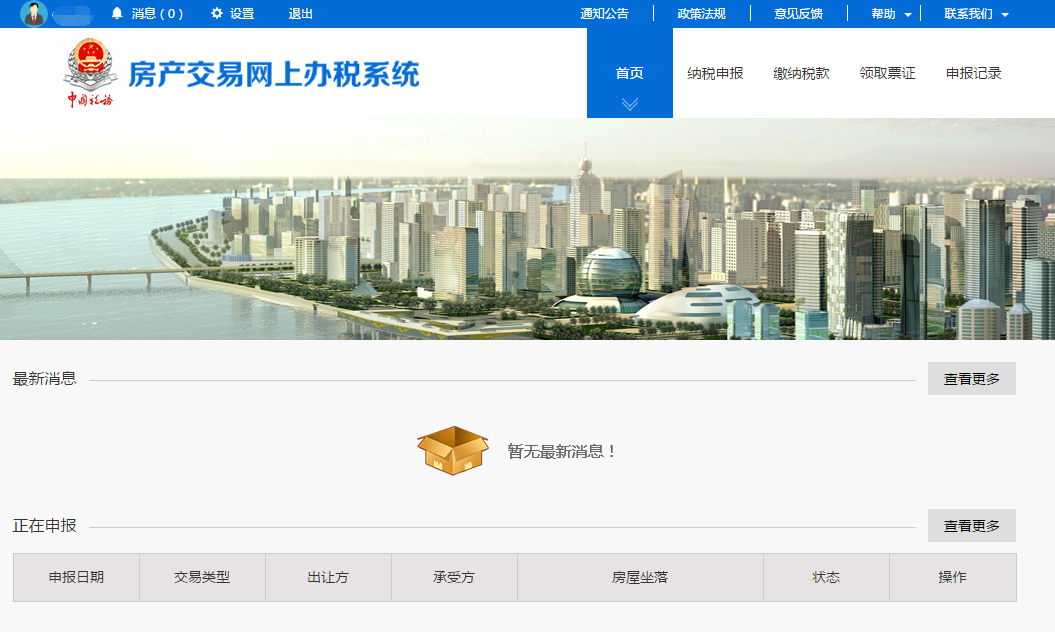 消息（0） 设置 退出 通知公告 政策法规 意见反馈 帮助 联系我们
中国税务
房产交易网上办税系统
首页 纳税申报 缴纳税款 领取票证 申报记录
最新消息 查看更多
暂无最新消息！
正在申报 查看更多
申报日期 交易类型 出让方 承受方 房屋坐落 状态 操作